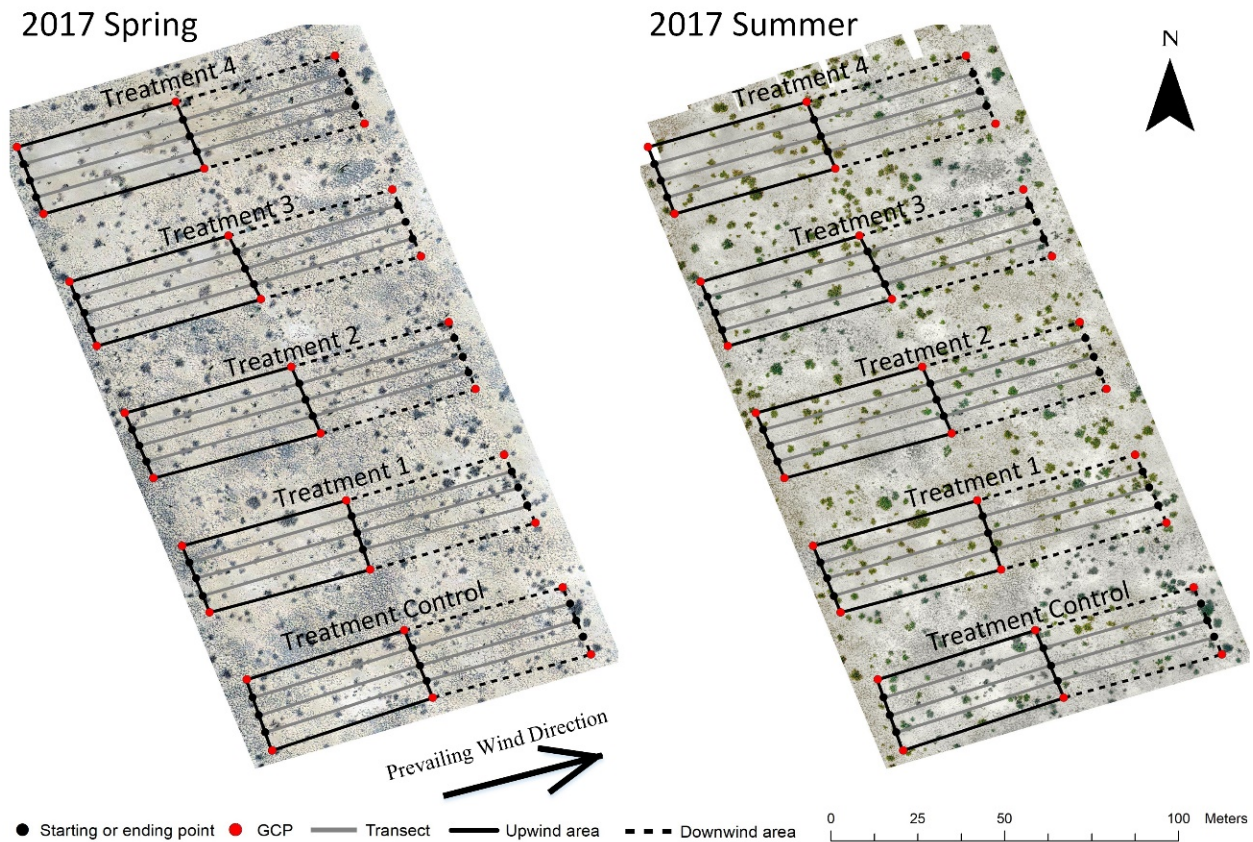 2017 Spring
Treatment 4
Treatment 3
Treatment 2
Treatment 1
Treatment Control
Prevailing Wind Direction
2017 Summer
Treatment 4
Treatment 3
Treatment 2
Treatment 1
Treatment Control
N
Starting or ending point GCP Transect Upwind area Downwind area
0 25 50 100 Meters